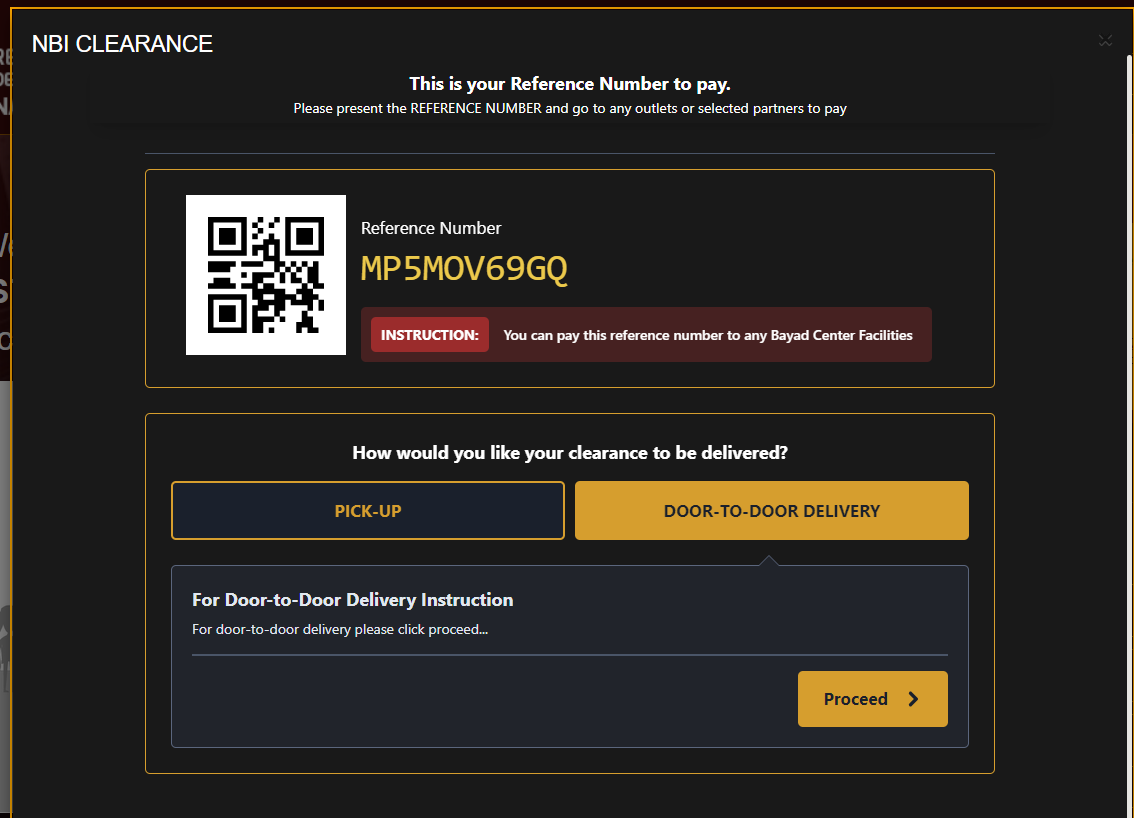 NBI CLEARANCE
This is your Reference Number to pay.
Please present the REFERENCE NUMBER and go to any outlets or selected partners to pay
Reference Number
MP5MOV69GQ
INSTRUCTION: You can pay this reference number to any Bayad Center Facilities
How would you like your clearance to be delivered?
PICK-UP DOOR-TO-DOOR DELIVERY
For Door-to-Door Delivery Instruction
For door-to-door delivery please click proceed...
Proceed